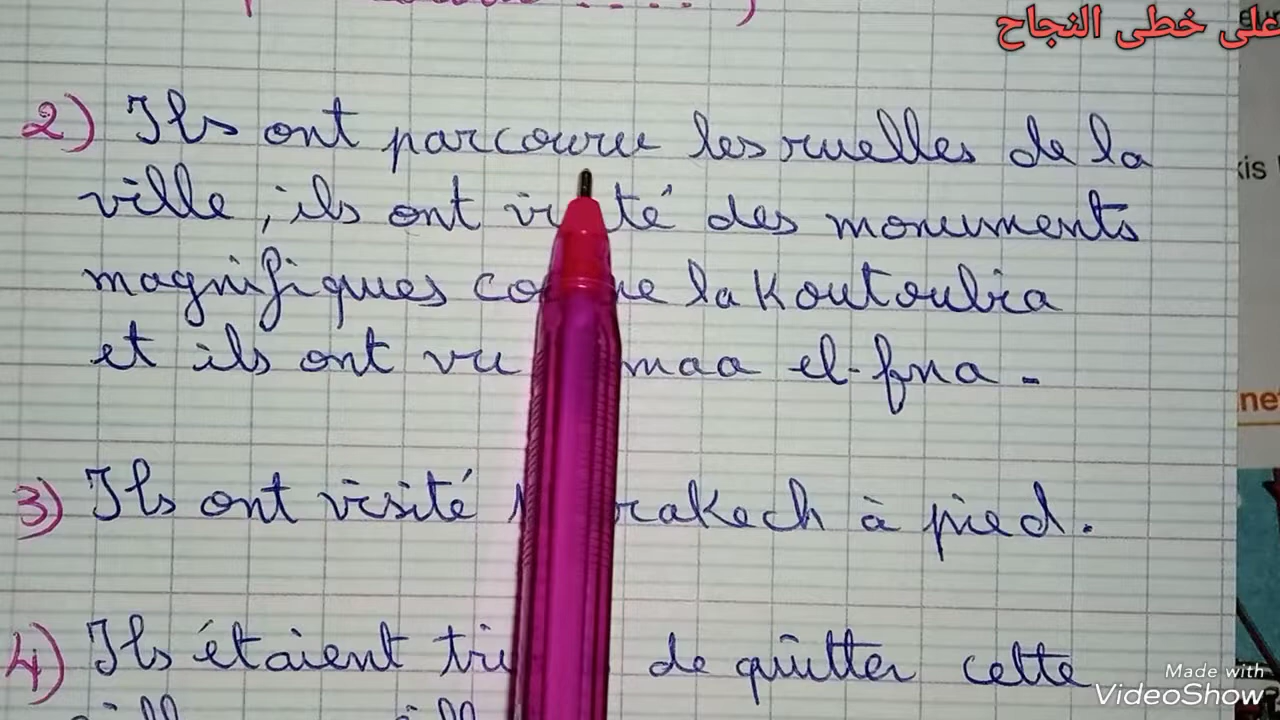 على خطى النجاح
2) Ils ont parcouru les ruelles de la
ville, ils ont té des monuments
magnifiques la Koutoubia
et ils ont vu el-fna.
3) Ils ont visité à pied.
4) Ils étaient de quitter cette
Made with
VideoShow